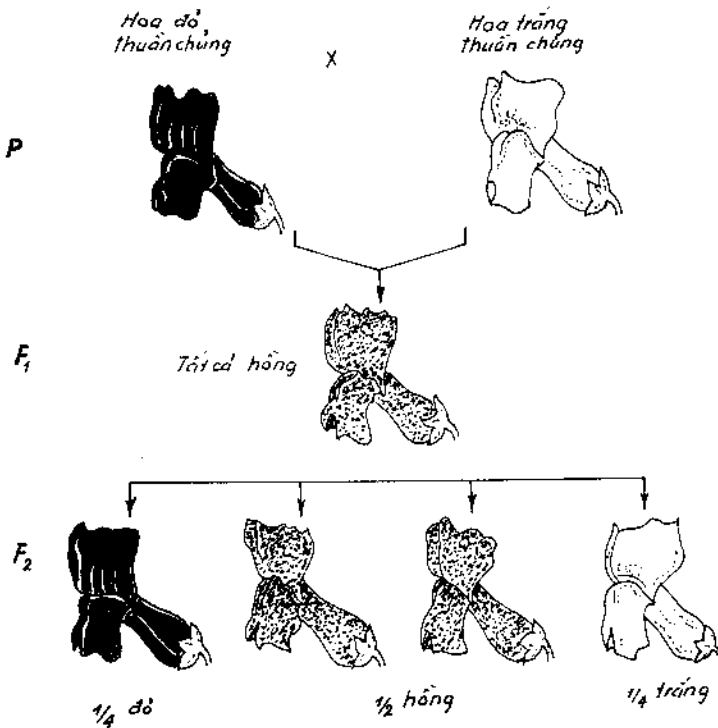 Hoa đỏ
thuần chủng
x
Hoa trắng
thuần chủng
P
F₁
Tất cả hồng
F₂
1/4 đỏ
1/2 hồng
1/4 trắng